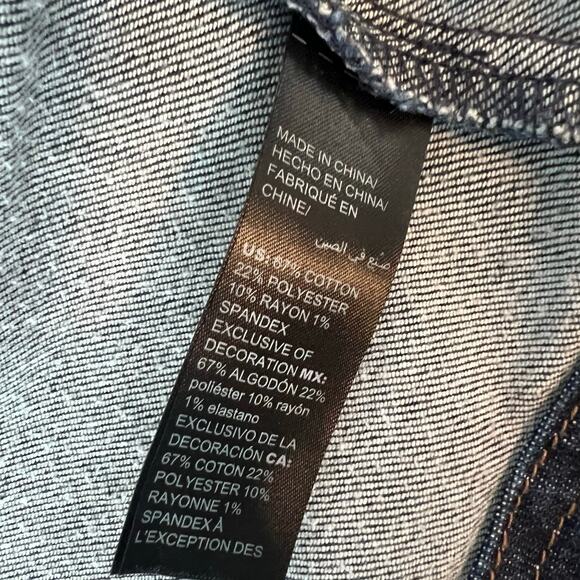 MADE IN CHINA/
HECHO EN CHINA/
FABRIQUÉ EN
CHINE/
صنع في الصين
US: 67% COTTON
22% POLYESTER
10% RAYON 1%
SPANDEX
EXCLUSIVE OF
DECORATION MX:
67% ALGODÓN 22%
poliéster 10% rayón
1% elastano
EXCLUSIVO DE LA
DECORACIÓN CA:
67% COTON 22%
POLYESTER 10%
RAYONNE 1%
SPANDEX À
L'EXCEPTION DES